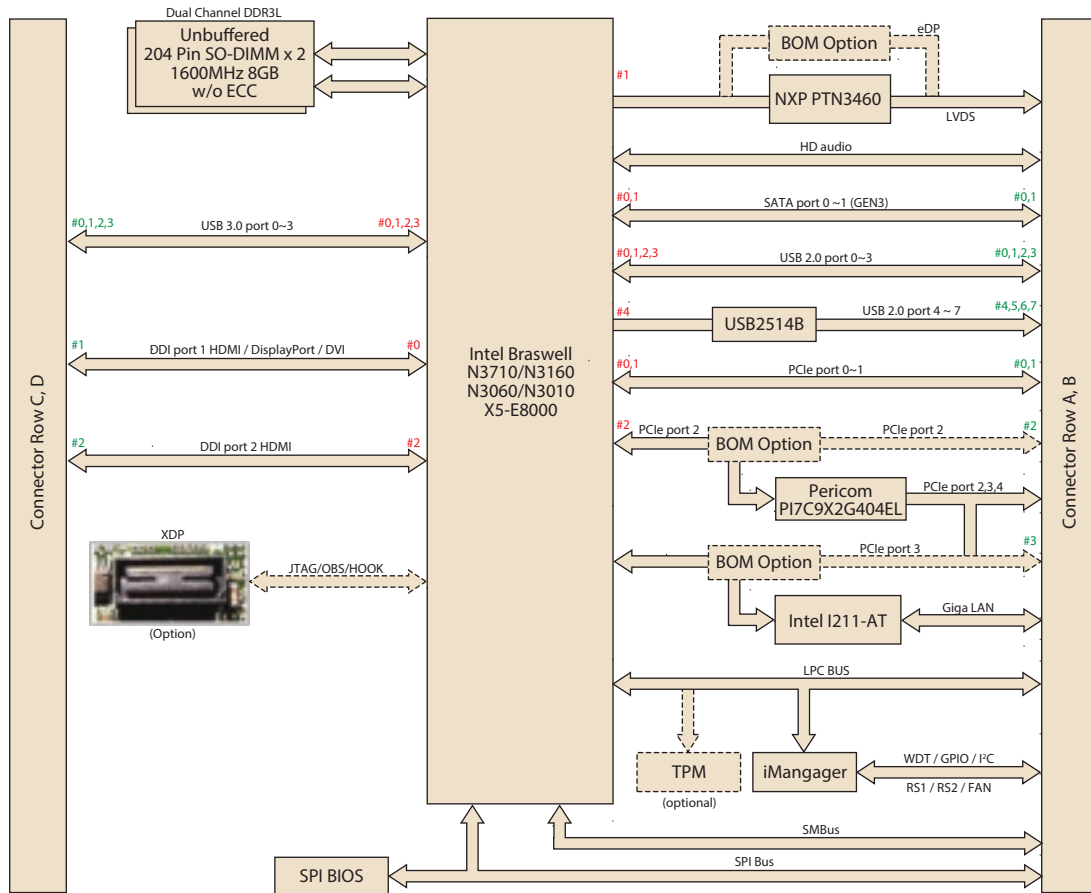 Dual Channel DDR3L
Unbuffered
204 Pin SO-DIMM x 2
1600MHz 8GB
w/o ECC
Connector Row C, D
#0,1,2,3
USB 3.0 port 0~3
#0,1,2,3
#1
DDI port 1 HDMI / DisplayPort / DVI
#0
#2
DDI port 2 HDMI
#2
XDP
JTAG/OBS/HOOK
(Option)
Intel Braswell
N3710/N3160
N3060/N3010
X5-E8000
SPI BIOS
#1
BOM Option
eDP
NXP PTN3460
LVDS
HD audio
#0,1
SATA port 0 ~1 (GEN3)
#0,1
#0,1,2,3
USB 2.0 port 0~3
#0,1,2,3
#4
USB2514B
USB 2.0 port 4 ~ 7
#4,5,6,7
#0,1
PCIe port 0~1
#0,1
#2
PCIe port 2
BOM Option
PCIe port 2
#2
Pericom
PI7C9X2G404EL
PCIe port 2,3,4
BOM Option
PCIe port 3
#3
Intel I211-AT
Giga LAN
LPC BUS
TPM
(optional)
iMangager
WDT / GPIO / I²C
RS1 / RS2 / FAN
SMBus
SPI Bus
Connector Row A, B